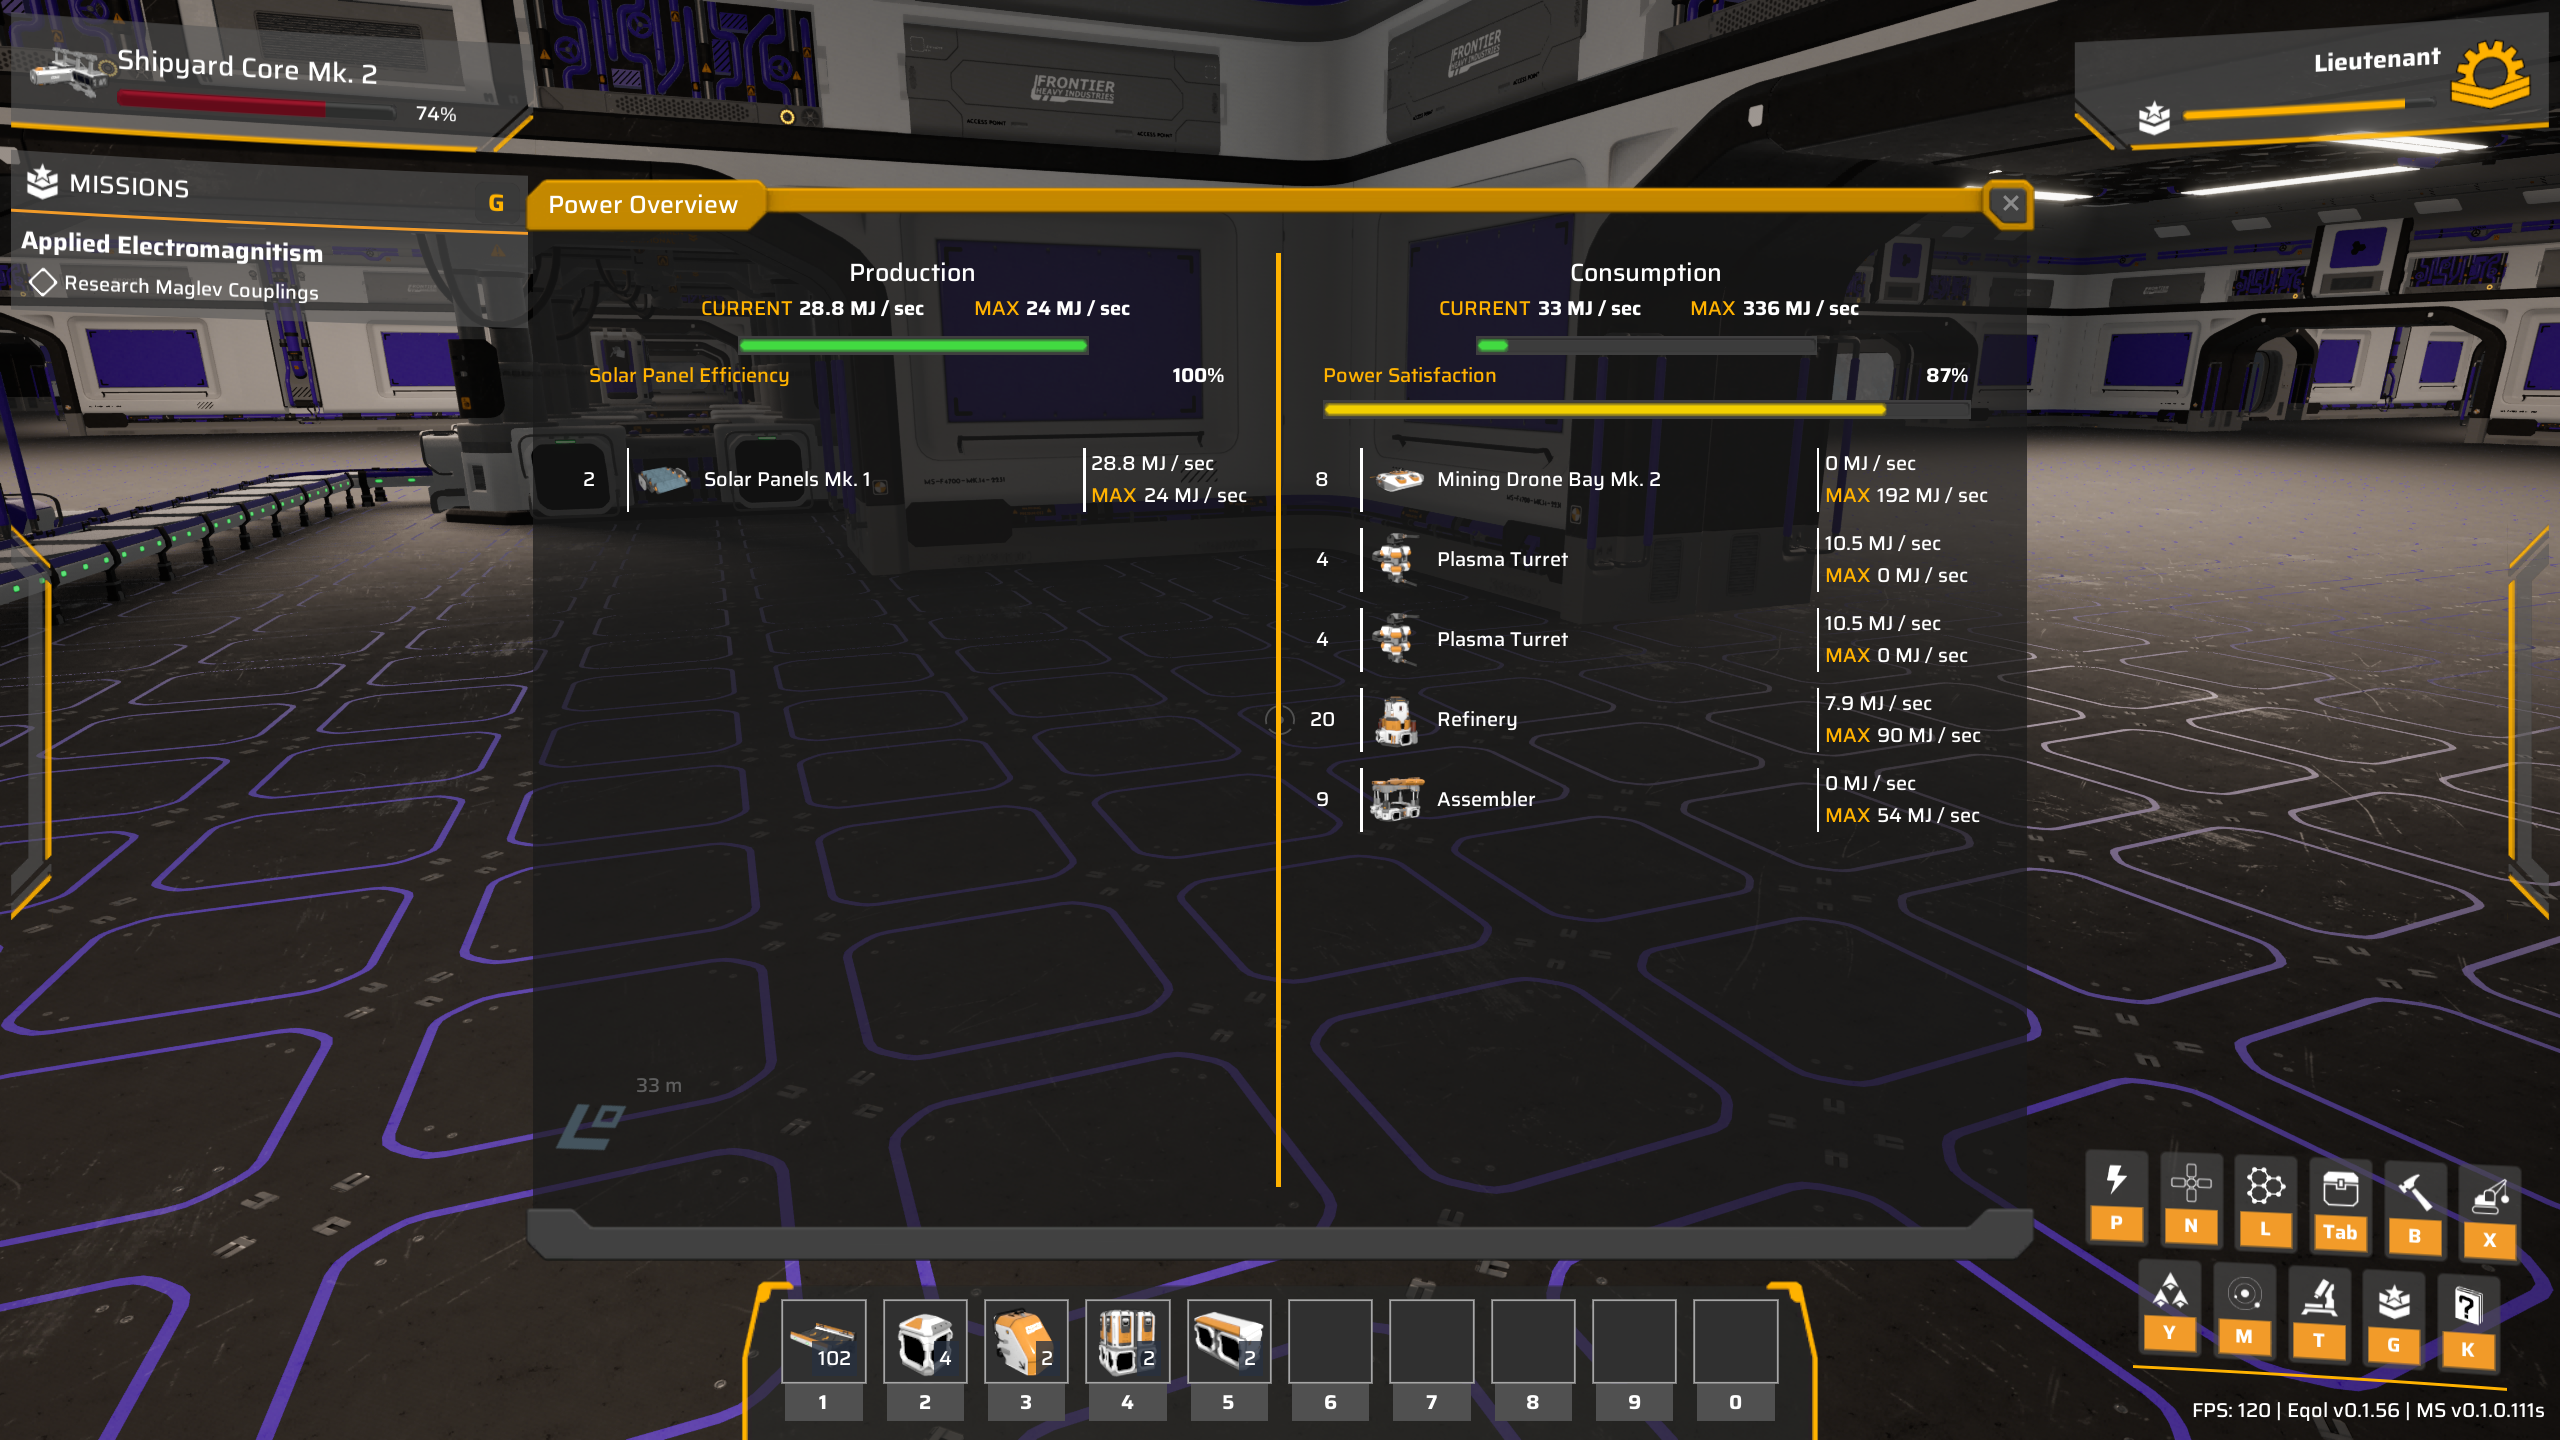 Shipyard Core Mk. 2
74%
Lieutenant
FRONTIER
HEAVY INDUSTRIES
ACCESS POINT
ACCESS POINT
FRONTIER
HEAVY INDUSTRIES
MISSIONS
G
Applied Electromagnitism
Research Maglev Couplings
Power Overview
Production
CURRENT 28.8 MJ / sec MAX 24 MJ / sec
Solar Panel Efficiency 100%
2 Solar Panels Mk. 1
28.8 MJ / sec
MAX 24 MJ / sec
Consumption
CURRENT 33 MJ / sec MAX 336 MJ / sec
Power Satisfaction 87%
8 Mining Drone Bay Mk. 2
0 MJ / sec
MAX 192 MJ / sec
4 Plasma Turret
10.5 MJ / sec
MAX 0 MJ / sec
4 Plasma Turret
10.5 MJ / sec
MAX 0 MJ / sec
20 Refinery
7.9 MJ / sec
MAX 90 MJ / sec
9 Assembler
0 MJ / sec
MAX 54 MJ / sec
33 m
P N L Tab B X
Y M T G K
102 4 2 2 2
1 2 3 4 5 6 7 8 9 0
FPS: 120 | Eqol v0.1.56 | MS v0.1.0.111s